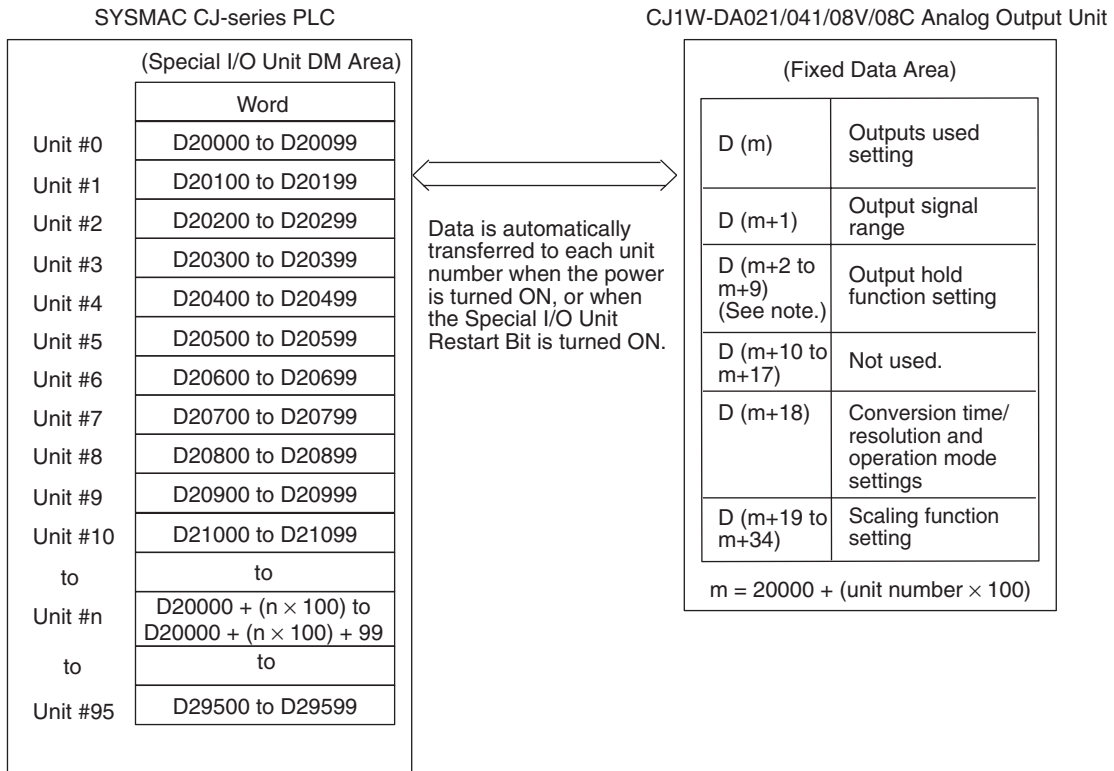 SYSMAC CJ-series PLC
(Special I/O Unit DM Area)
Word
Unit #0 D20000 to D20099
Unit #1 D20100 to D20199
Unit #2 D20200 to D20299
Unit #3 D20300 to D20399
Unit #4 D20400 to D20499
Unit #5 D20500 to D20599
Unit #6 D20600 to D20699
Unit #7 D20700 to D20799
Unit #8 D20800 to D20899
Unit #9 D20900 to D20999
Unit #10 D21000 to D21099
to to
Unit #n D20000 + (n × 100) to
D20000 + (n × 100) + 99
to to
Unit #95 D29500 to D29599
Data is automatically
transferred to each unit
number when the power
is turned ON, or when
the Special I/O Unit
Restart Bit is turned ON.
CJ1W-DA021/041/08V/08C Analog Output Unit
(Fixed Data Area)
D (m) Outputs used
setting
D (m+1) Output signal
range
D (m+2 to
m+9)
(See note.)
Output hold
function setting
D (m+10 to
m+17)
Not used.
D (m+18) Conversion time/
resolution and
operation mode
settings
D (m+19 to
m+34)
Scaling function
setting
m = 20000 + (unit number × 100)